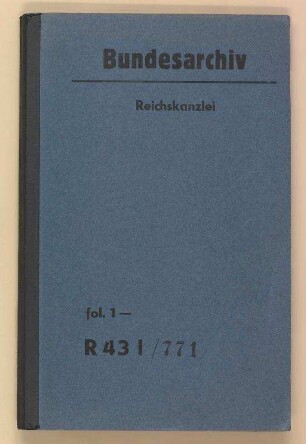 Bundesarchiv
Reichskanzlei
fol. 1 —
R 43 I / 771